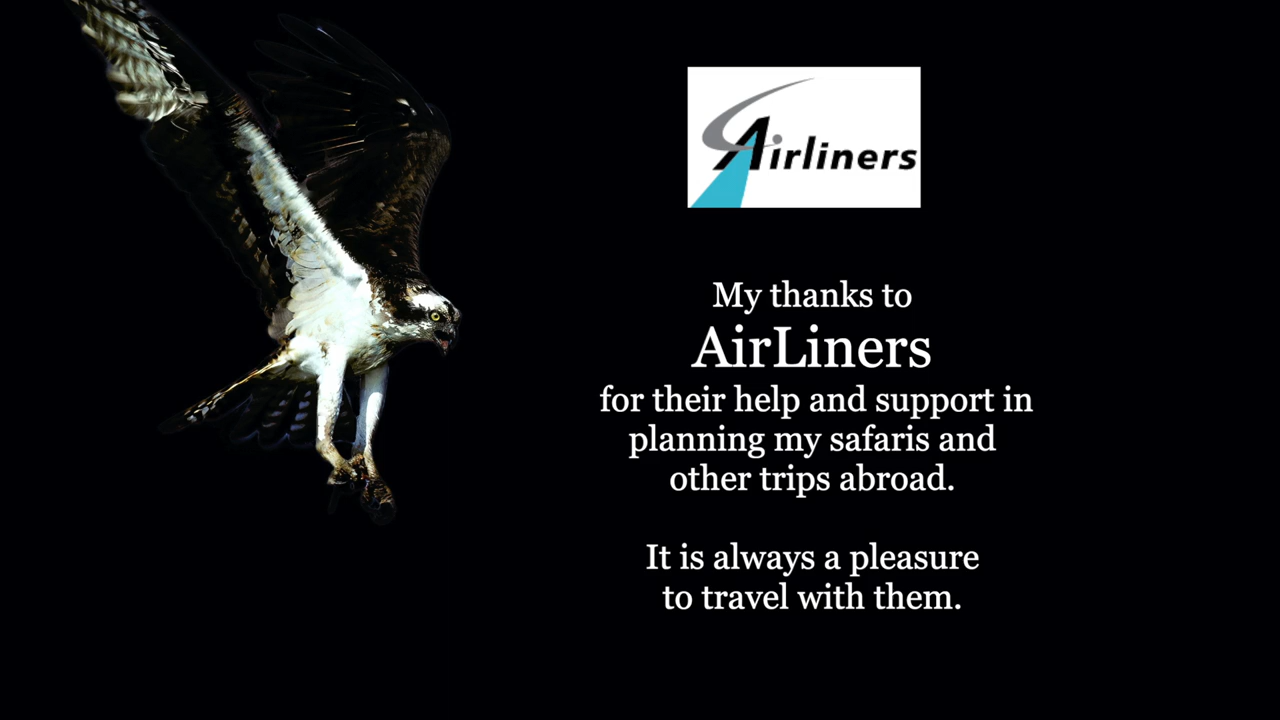 Airliners
My thanks to
AirLiners
for their help and support in
planning my safaris and
other trips abroad.
It is always a pleasure
to travel with them.